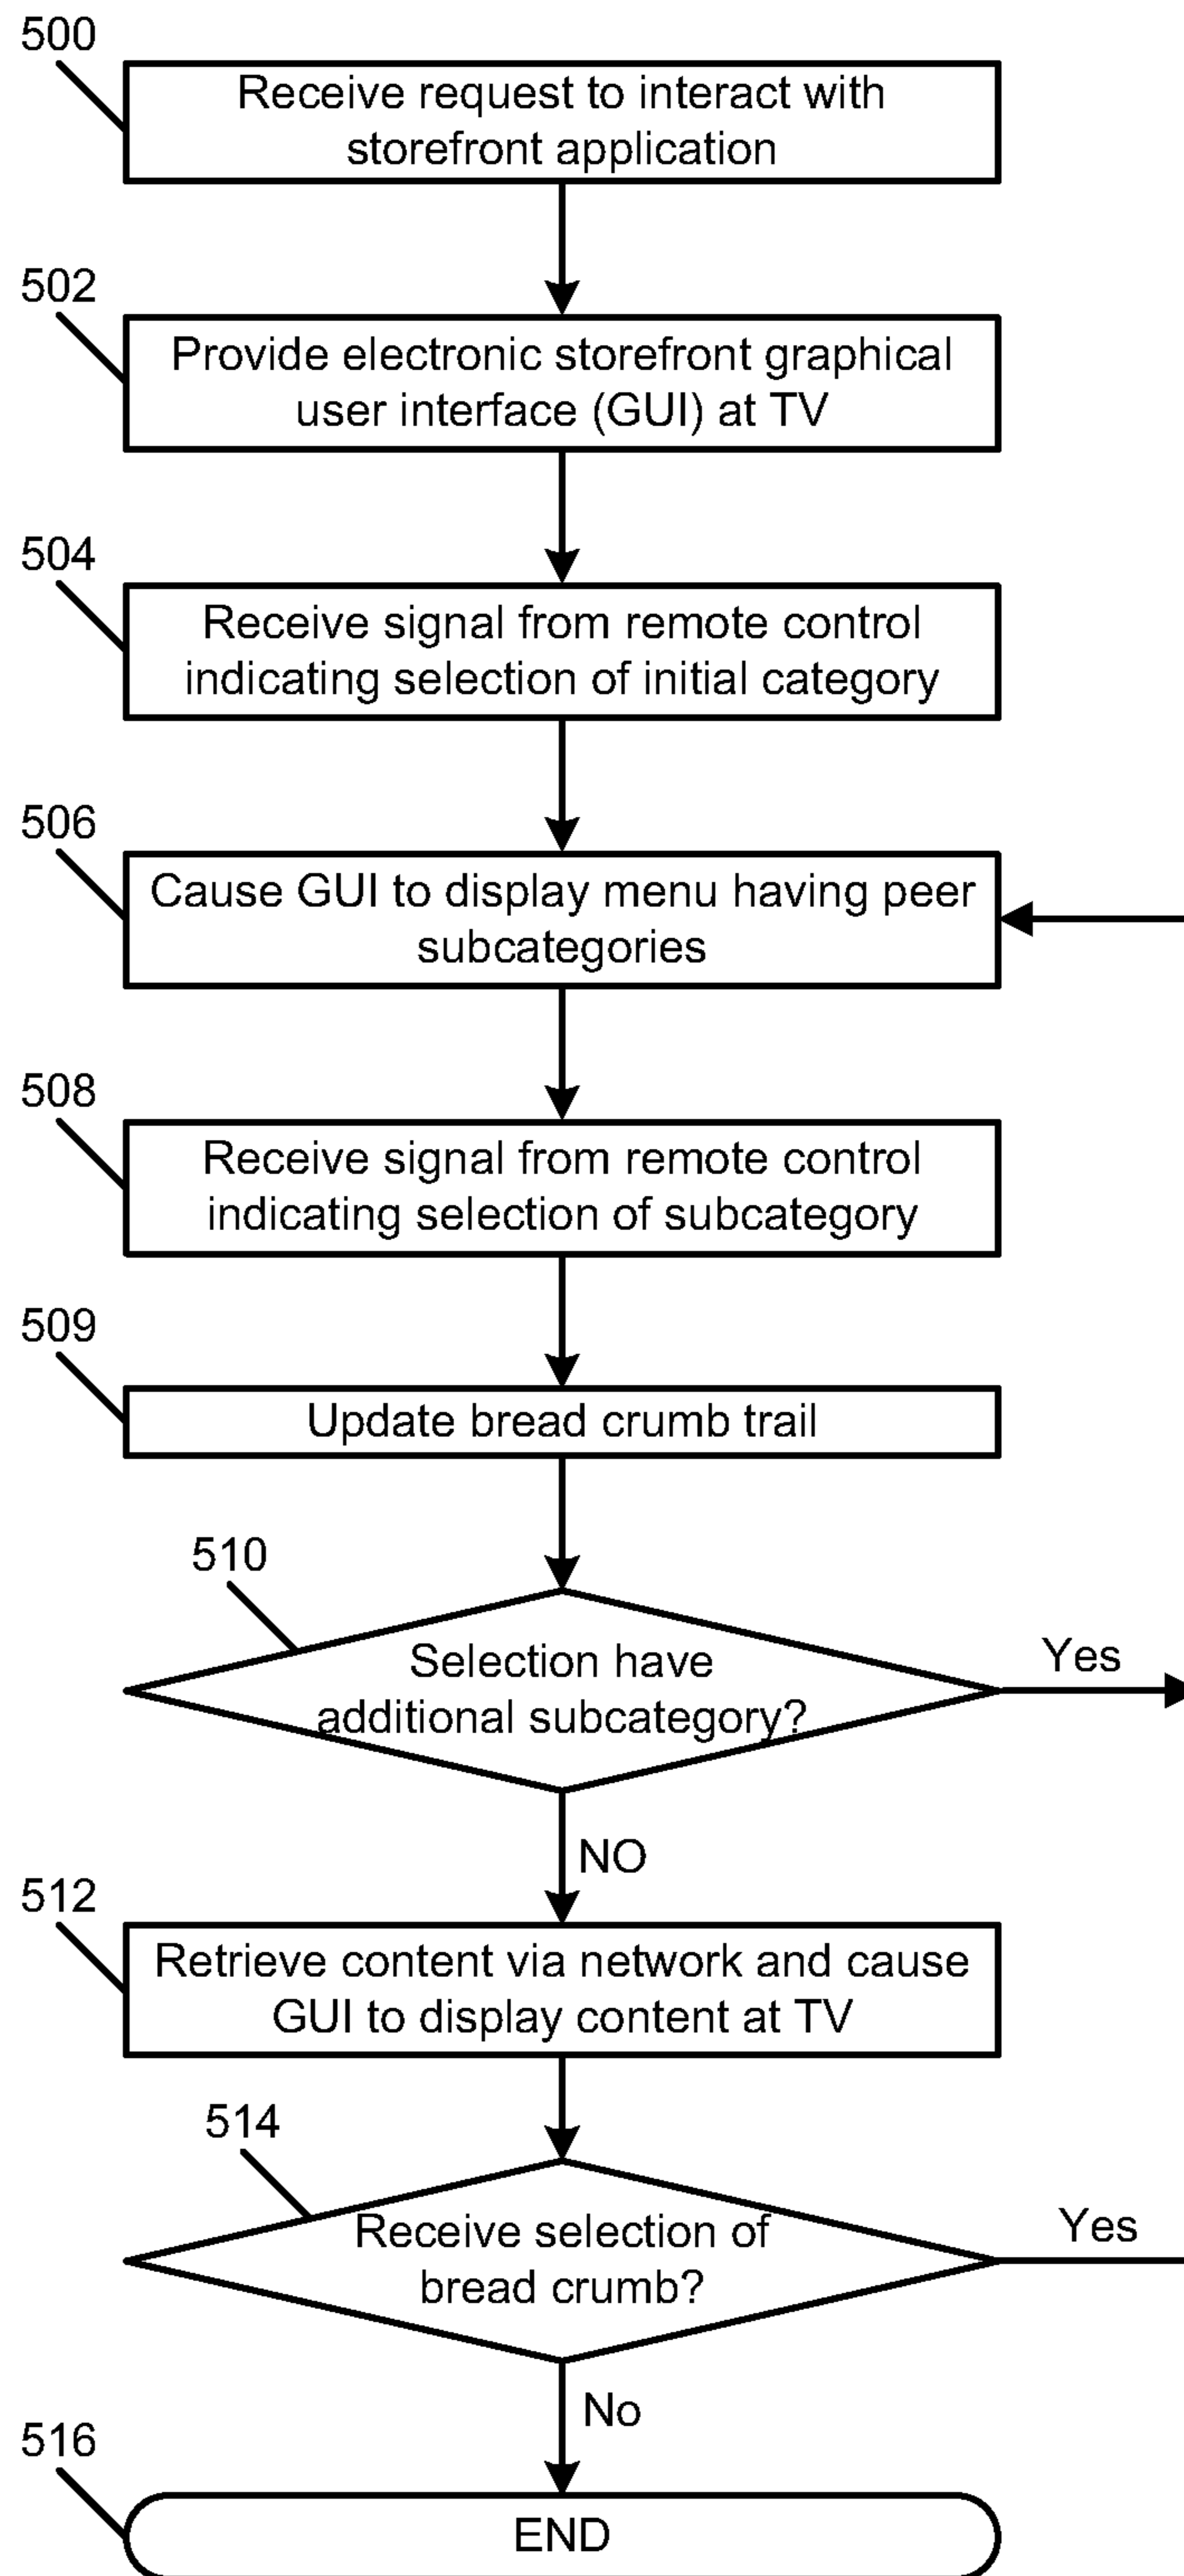 500
Receive request to interact with
storefront application
502
Provide electronic storefront graphical
user interface (GUI) at TV
504
Receive signal from remote control
indicating selection of initial category
506
Cause GUI to display menu having peer
subcategories
508
Receive signal from remote control
indicating selection of subcategory
509
Update bread crumb trail
510
Selection have
additional subcategory?
Yes
NO
512
Retrieve content via network and cause
GUI to display content at TV
514
Receive selection of
bread crumb?
Yes
No
516
END